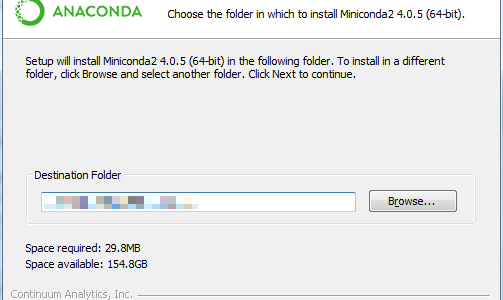 ANACONDA
Choose the folder in which to install Miniconda2 4.0.5 (64-bit).
Setup will install Miniconda2 4.0.5 (64-bit) in the following folder. To install in a different
folder, click Browse and select another folder. Click Next to continue.
Destination Folder
Browse...
Space required: 29.8MB
Space available: 154.8GB
Continuum Analytics, Inc.